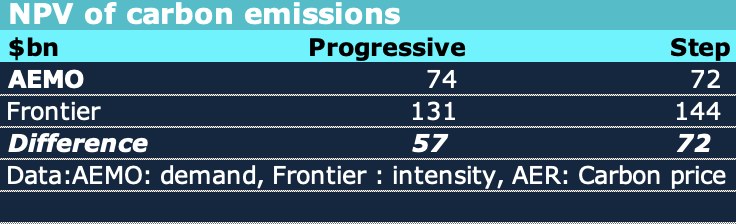 NPV of carbon emissions
$bn Progressive Step
AEMO 74 72
Frontier 131 144
Difference 57 72
Data:AEMO: demand, Frontier : intensity, AER: Carbon price